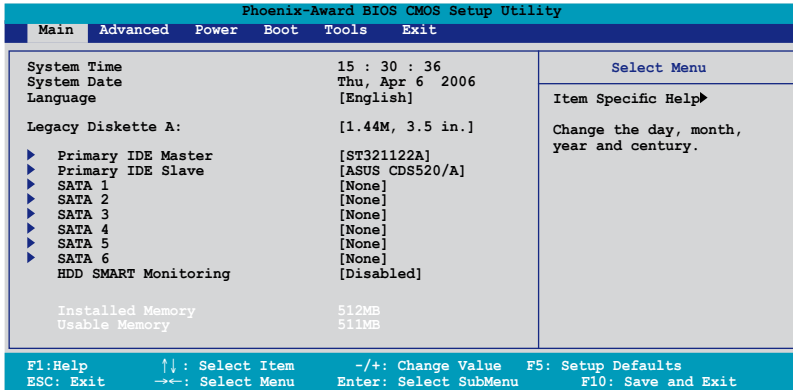 Phoenix-Award BIOS CMOS Setup Utility
Main Advanced Power Boot Tools Exit
System Time 15 : 30 : 36
System Date Thu, Apr 6 2006
Language [English]
Legacy Diskette A: [1.44M, 3.5 in.]
Primary IDE Master [ST321122A]
Primary IDE Slave [ASUS CDS520/A]
SATA 1 [None]
SATA 2 [None]
SATA 3 [None]
SATA 4 [None]
SATA 5 [None]
SATA 6 [None]
HDD SMART Monitoring [Disabled]
Installed Memory 512MB
Usable Memory 511MB
Select Menu
Item Specific Help
Change the day, month,
year and century.
F1:Help ↑↓: Select Item -/+: Change Value F5: Setup Defaults
ESC: Exit →←: Select Menu Enter: Select SubMenu F10: Save and Exit